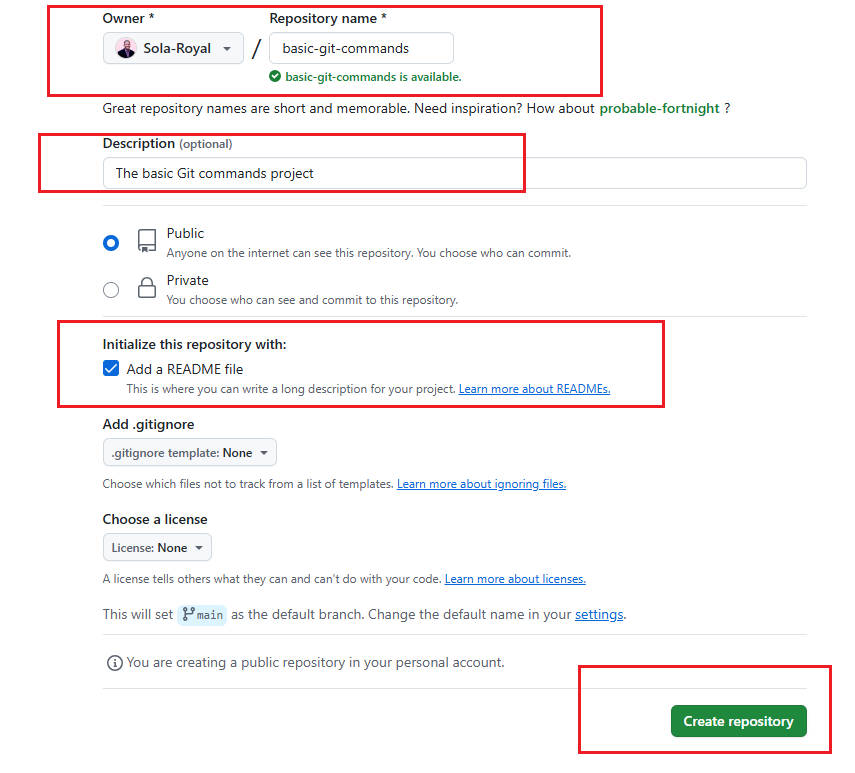 Owner * Repository name *
Sola-Royal / basic-git-commands
basic-git-commands is available.
Great repository names are short and memorable. Need inspiration? How about probable-fortnight ?
Description (optional)
The basic Git commands project
Public
Anyone on the internet can see this repository. You choose who can commit.
Private
You choose who can see and commit to this repository.
Initialize this repository with:
Add a README file
This is where you can write a long description for your project. Learn more about READMEs.
Add .gitignore
.gitignore template: None
Choose which files not to track from a list of templates. Learn more about ignoring files.
Choose a license
License: None
A license tells others what they can and can't do with your code. Learn more about licenses.
This will set main as the default branch. Change the default name in your settings.
You are creating a public repository in your personal account.
Create repository